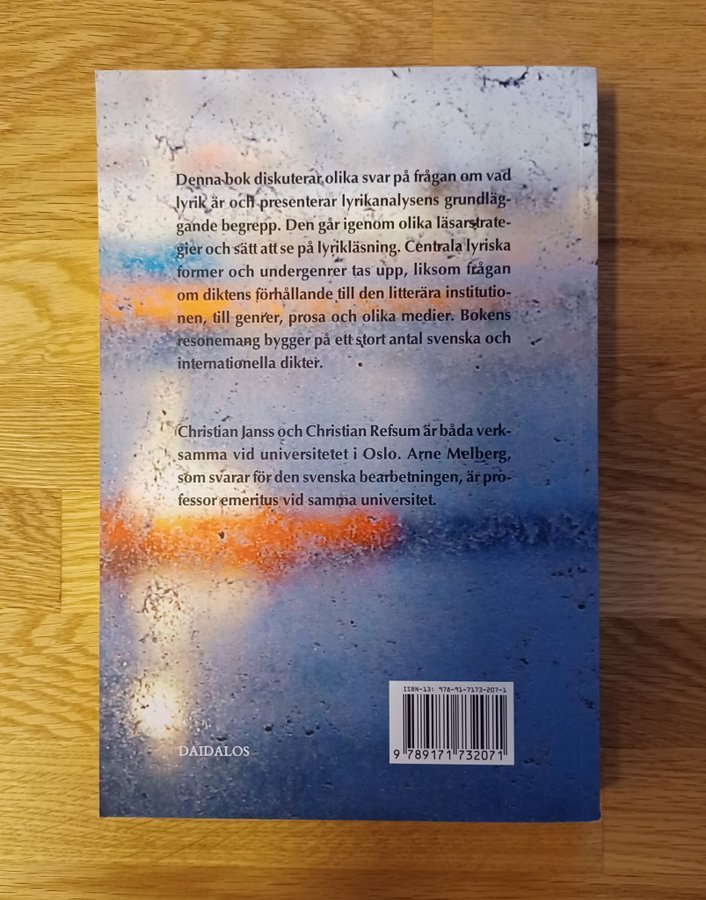 Denna bok diskuterar olika svar på frågan om vad
lyrik är och presenterar lyrikanalysens grundläg-
gande begrepp. Den går igenom olika läsarstrate-
gier och sätt att se på lyrikläsning. Centrala lyriska
former och undergenrer tas upp, liksom frågan
om diktens förhållande till den litterära institutio-
nen, till genrer, prosa och olika medier. Bokens
resonemang bygger på ett stort antal svenska och
internationella dikter.
Christian Janss och Christian Refsum är båda verk-
samma vid universitetet i Oslo. Arne Melberg,
som svarar för den svenska bearbetningen, är pro-
fessor emeritus vid samma universitet.
ISBN-13: 978-91-7173-207-1
9 789171 732071
DAIDALOS